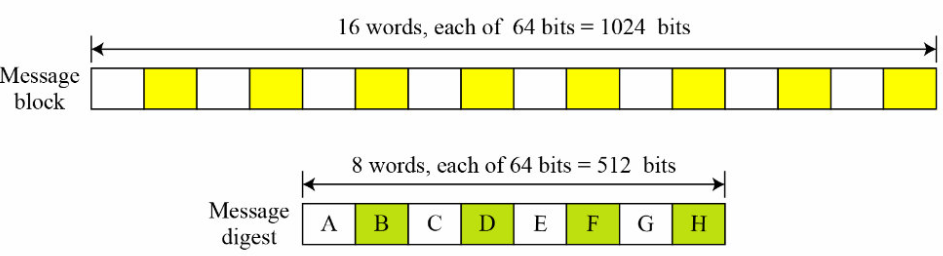 16 words, each of 64 bits = 1024 bits
Message
block
8 words, each of 64 bits = 512 bits
Message
digest
A B C D E F G H